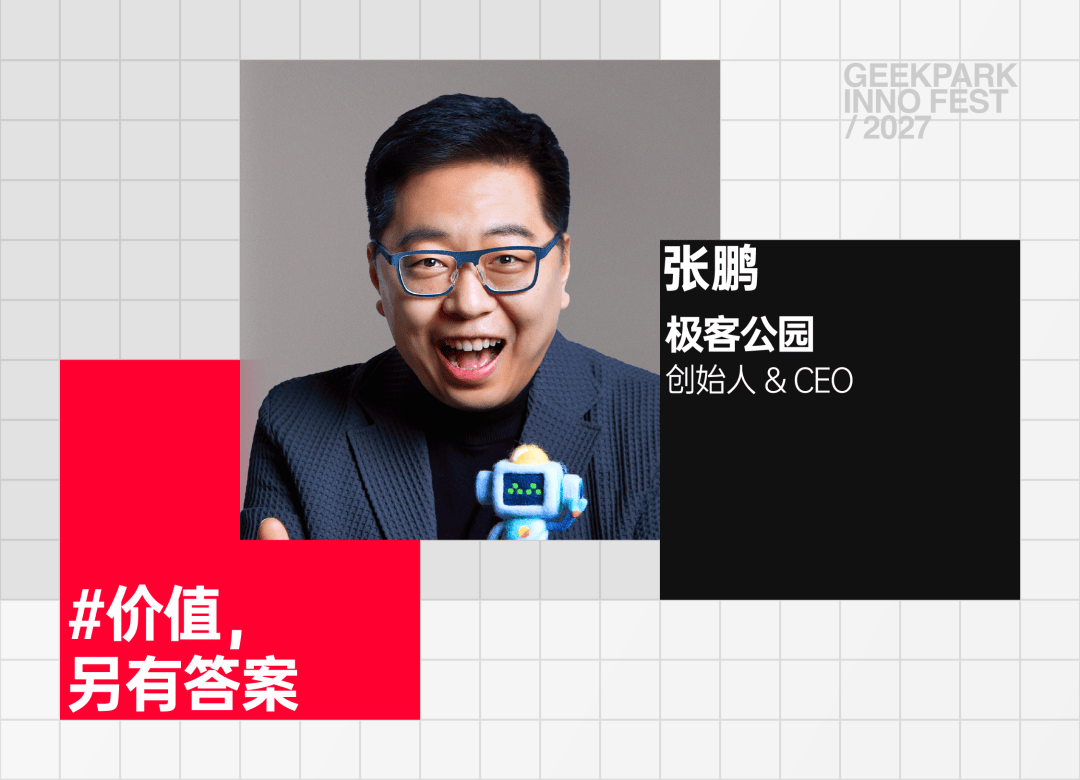 GEEKPARK
INNO FEST
/ 2027
张鹏
极客公园
创始人 & CEO
#价值，
另有答案